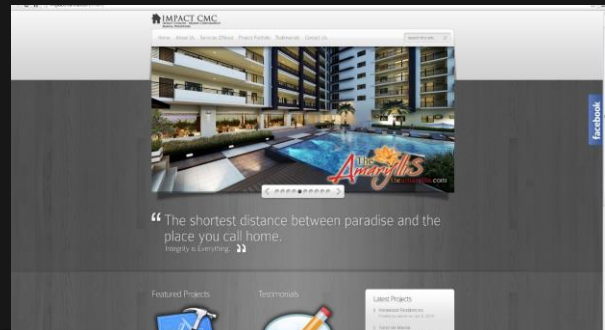 IMPACT CMC
Home About Us Services Offered Project Portfolio Testimonials Contact Us
facebook
The Amaryllis
.com
“ The shortest distance between paradise and the
place you call home.
Integrity is Everything. ”
Featured Projects
Testimonials
Latest Projects